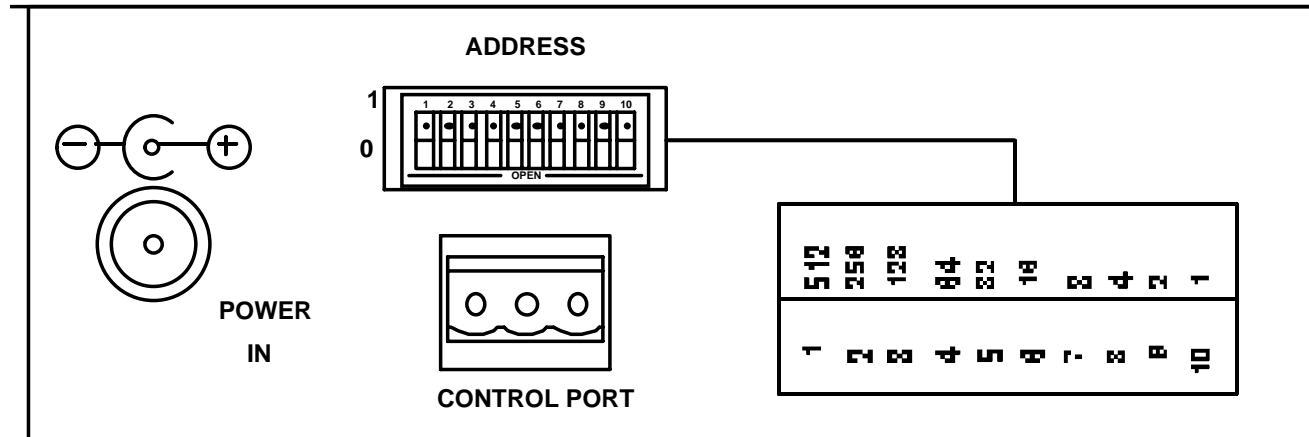 ADDRESS
1
1 2 3 4 5 6 7 8 9 10
0
OPEN
− +
512 256 128 64 32 16 8 4 2 1
POWER
IN
1 2 3 4 5 6 7 8 9 10
CONTROL PORT